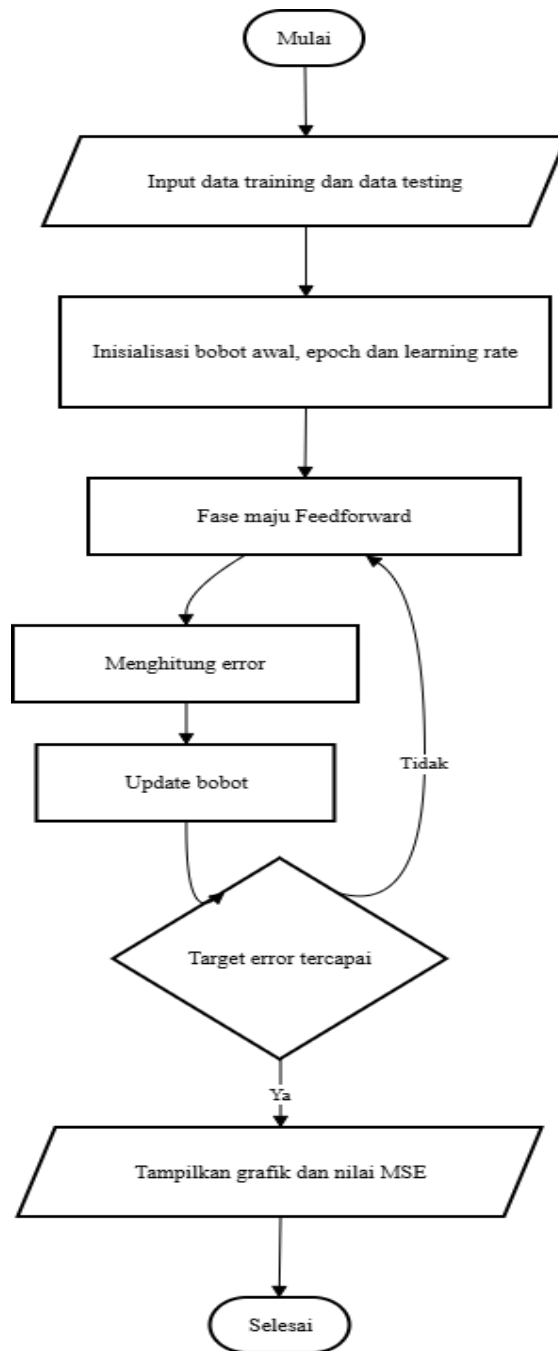 Mulai
Input data training dan data testing
Inisialisasi bobot awal, epoch dan learning rate
Fase maju Feedforward
Menghitung error
Update bobot
Tidak
Target error tercapai
Ya
Tampilkan grafik dan nilai MSE
Selesai